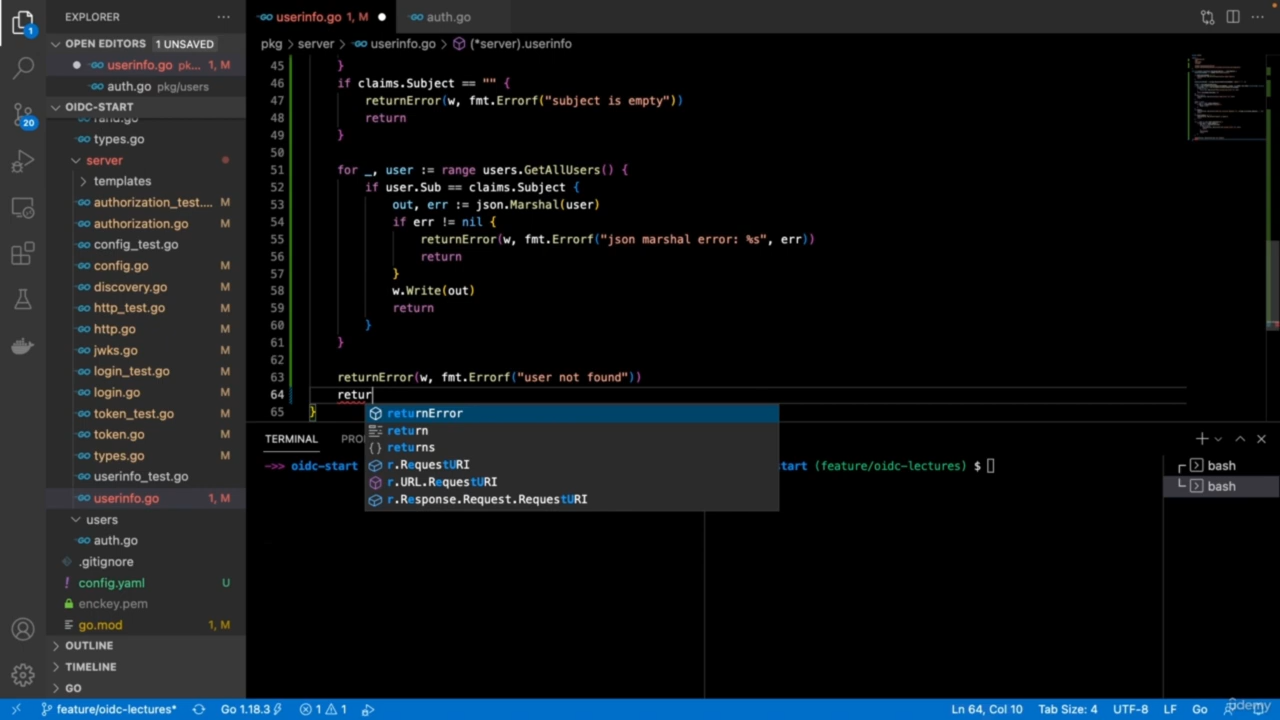 EXPLORER
OPEN EDITORS 1 UNSAVED
userinfo.go pk... 1, M
auth.go pkg/users
OIDC-START
rand.go
types.go
server
templates
authorization_test.... M
authorization.go M
config_test.go
config.go M
discovery.go M
http_test.go M
http.go M
jwks.go M
login_test.go M
login.go M
token_test.go M
token.go M
types.go M
userinfo_test.go
userinfo.go 1, M
users
auth.go
.gitignore
config.yaml U
enckey.pem
go.mod 1, M
OUTLINE
TIMELINE
GO
1
20
userinfo.go 1, M
auth.go
pkg > server > userinfo.go > (*server).userinfo
45 }
46 if claims.Subject == "" {
47 returnError(w, fmt.Errorf("subject is empty"))
48 return
49 }
50
51 for _, user := range users.GetAllUsers() {
52 if user.Sub == claims.Subject {
53 out, err := json.Marshal(user)
54 if err != nil {
55 returnError(w, fmt.Errorf("json marshal error: %s", err))
56 return
57 }
58 w.Write(out)
59 return
60 }
61 }
62
63 returnError(w, fmt.Errorf("user not found"))
64 retur
65 }
returnError
return
returns
r.RequestURI
r.URL.RequestURI
r.Response.Request.RequestURI
TERMINAL
->> oidc-start
start (feature/oidc-lectures) $
bash
bash
feature/oidc-lectures* Go 1.18.3 1 1 Ln 64, Col 10 Tab Size: 4 UTF-8 LF Go
udemy